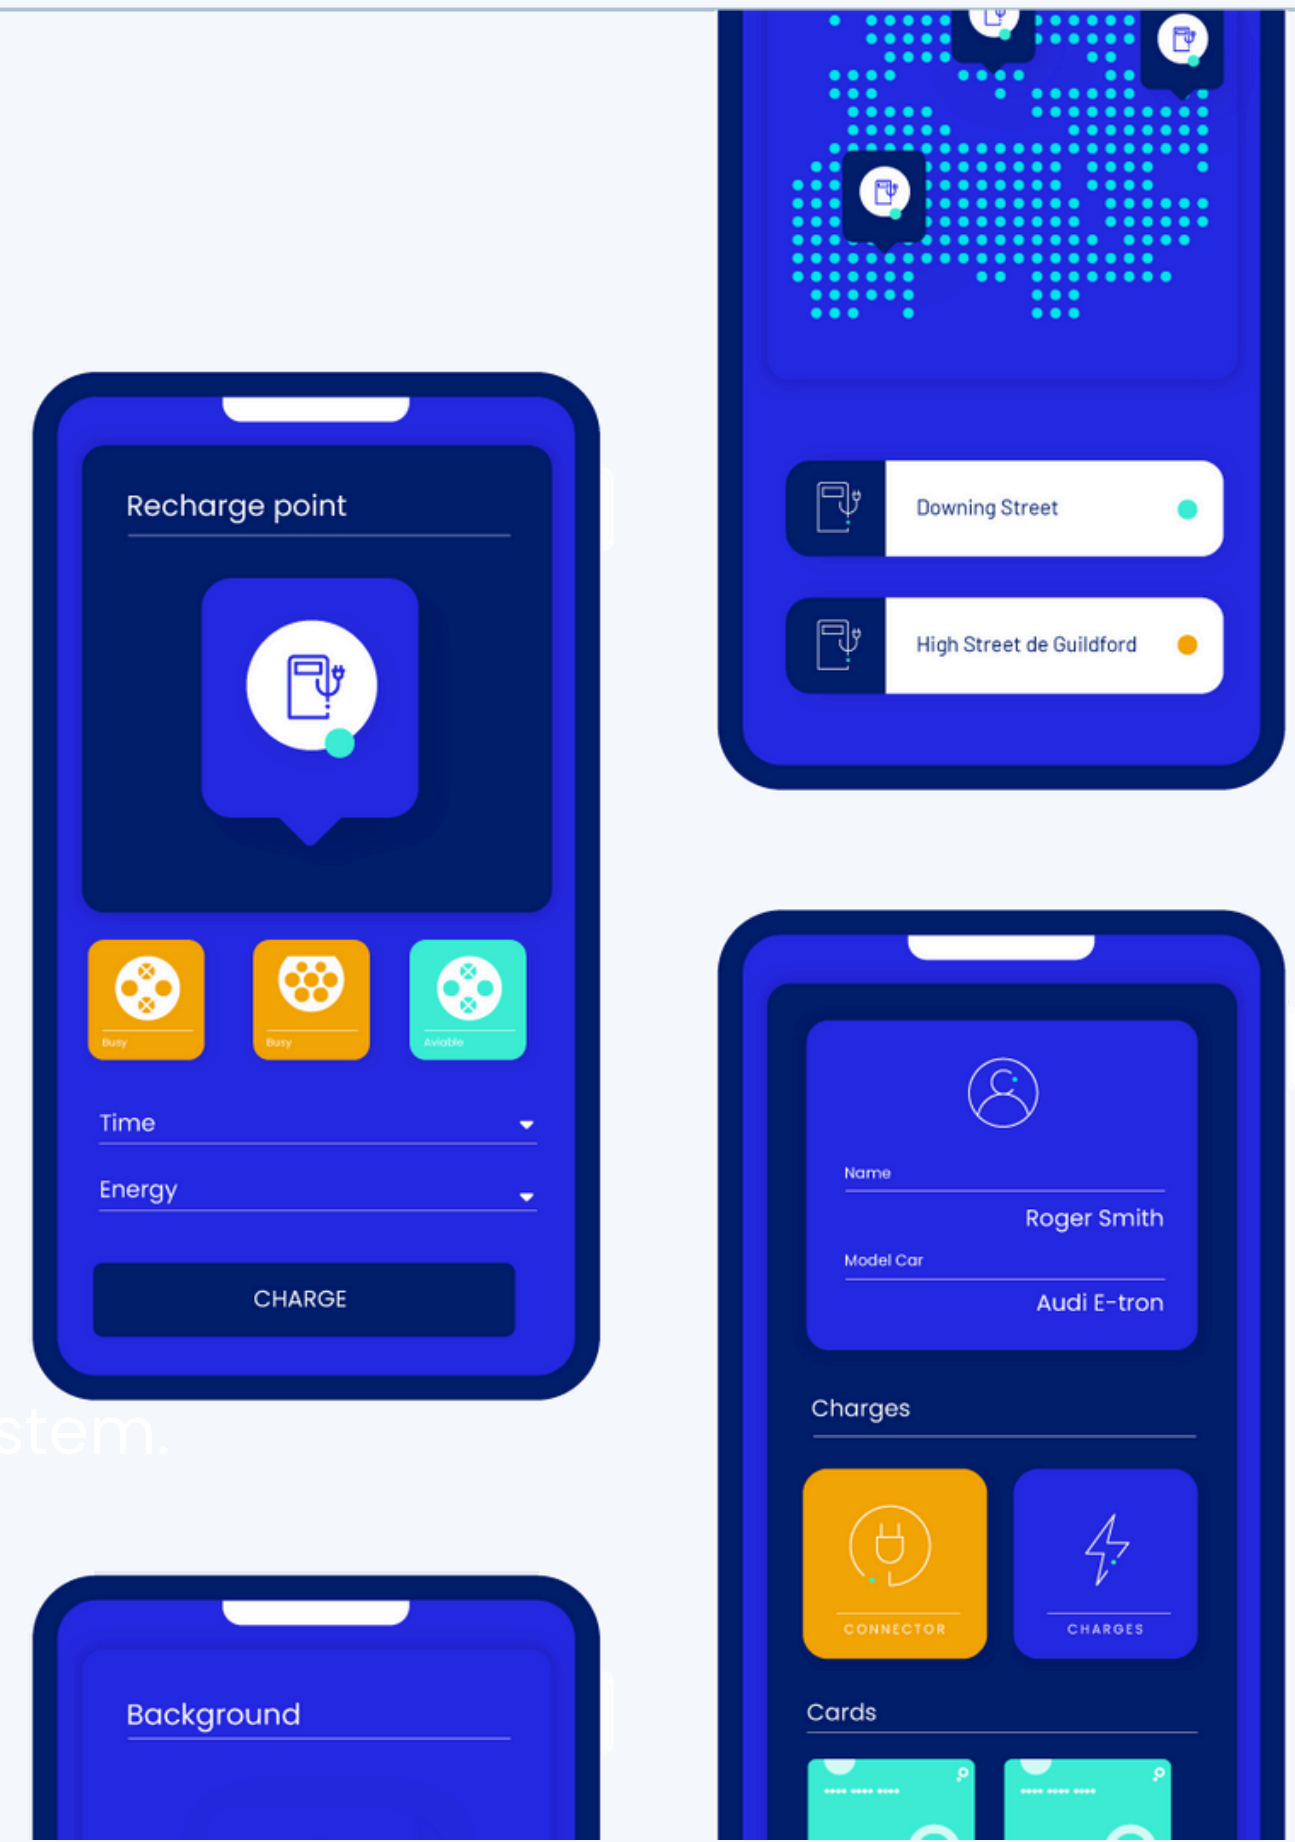 Recharge point
Busy
Busy
Aviable
Time
Energy
CHARGE
stem.
Background
Downing Street
High Street de Guildford
Name
Roger Smith
Model Car
Audi E-tron
Charges
CONNECTOR
CHARGES
Cards